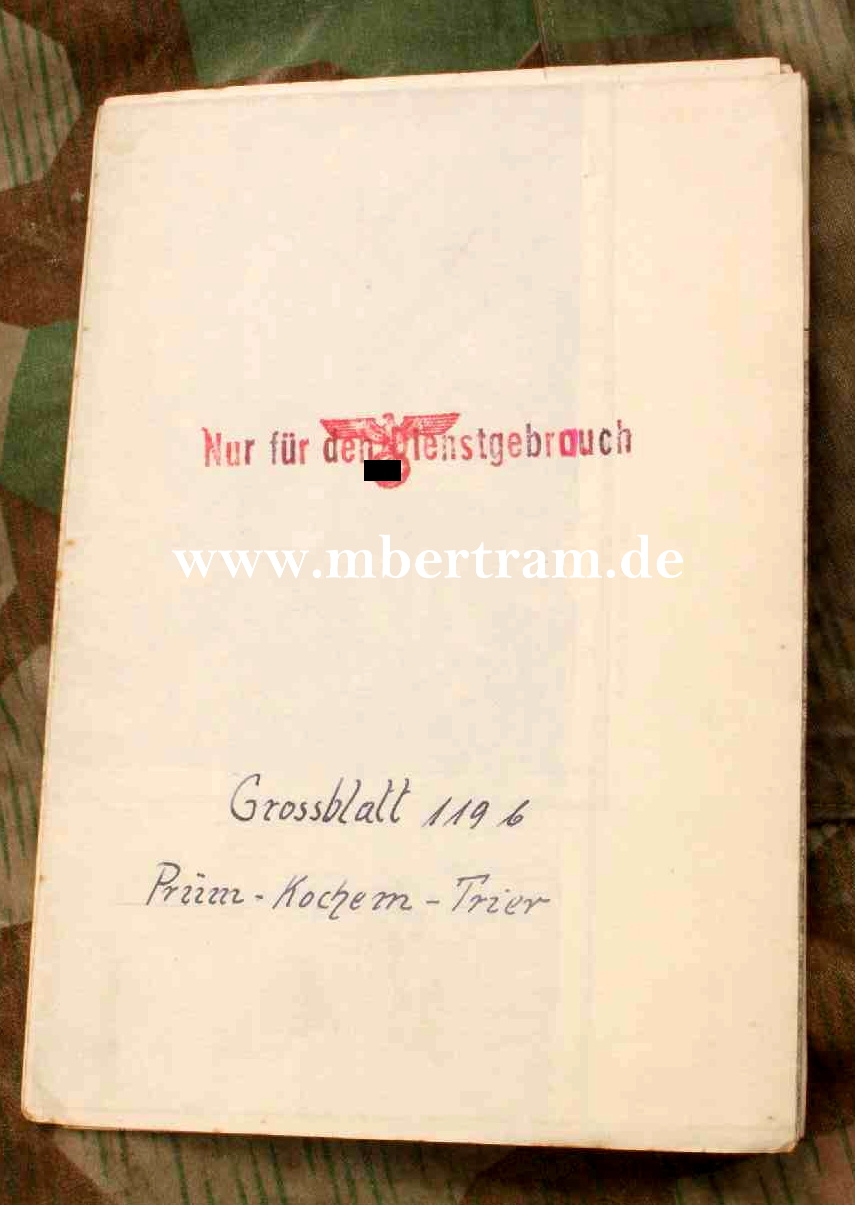 Nur für den Dienstgebrauch
www.mbertram.de
Grossblatt 119 b
Prüm - Kochem - Trier